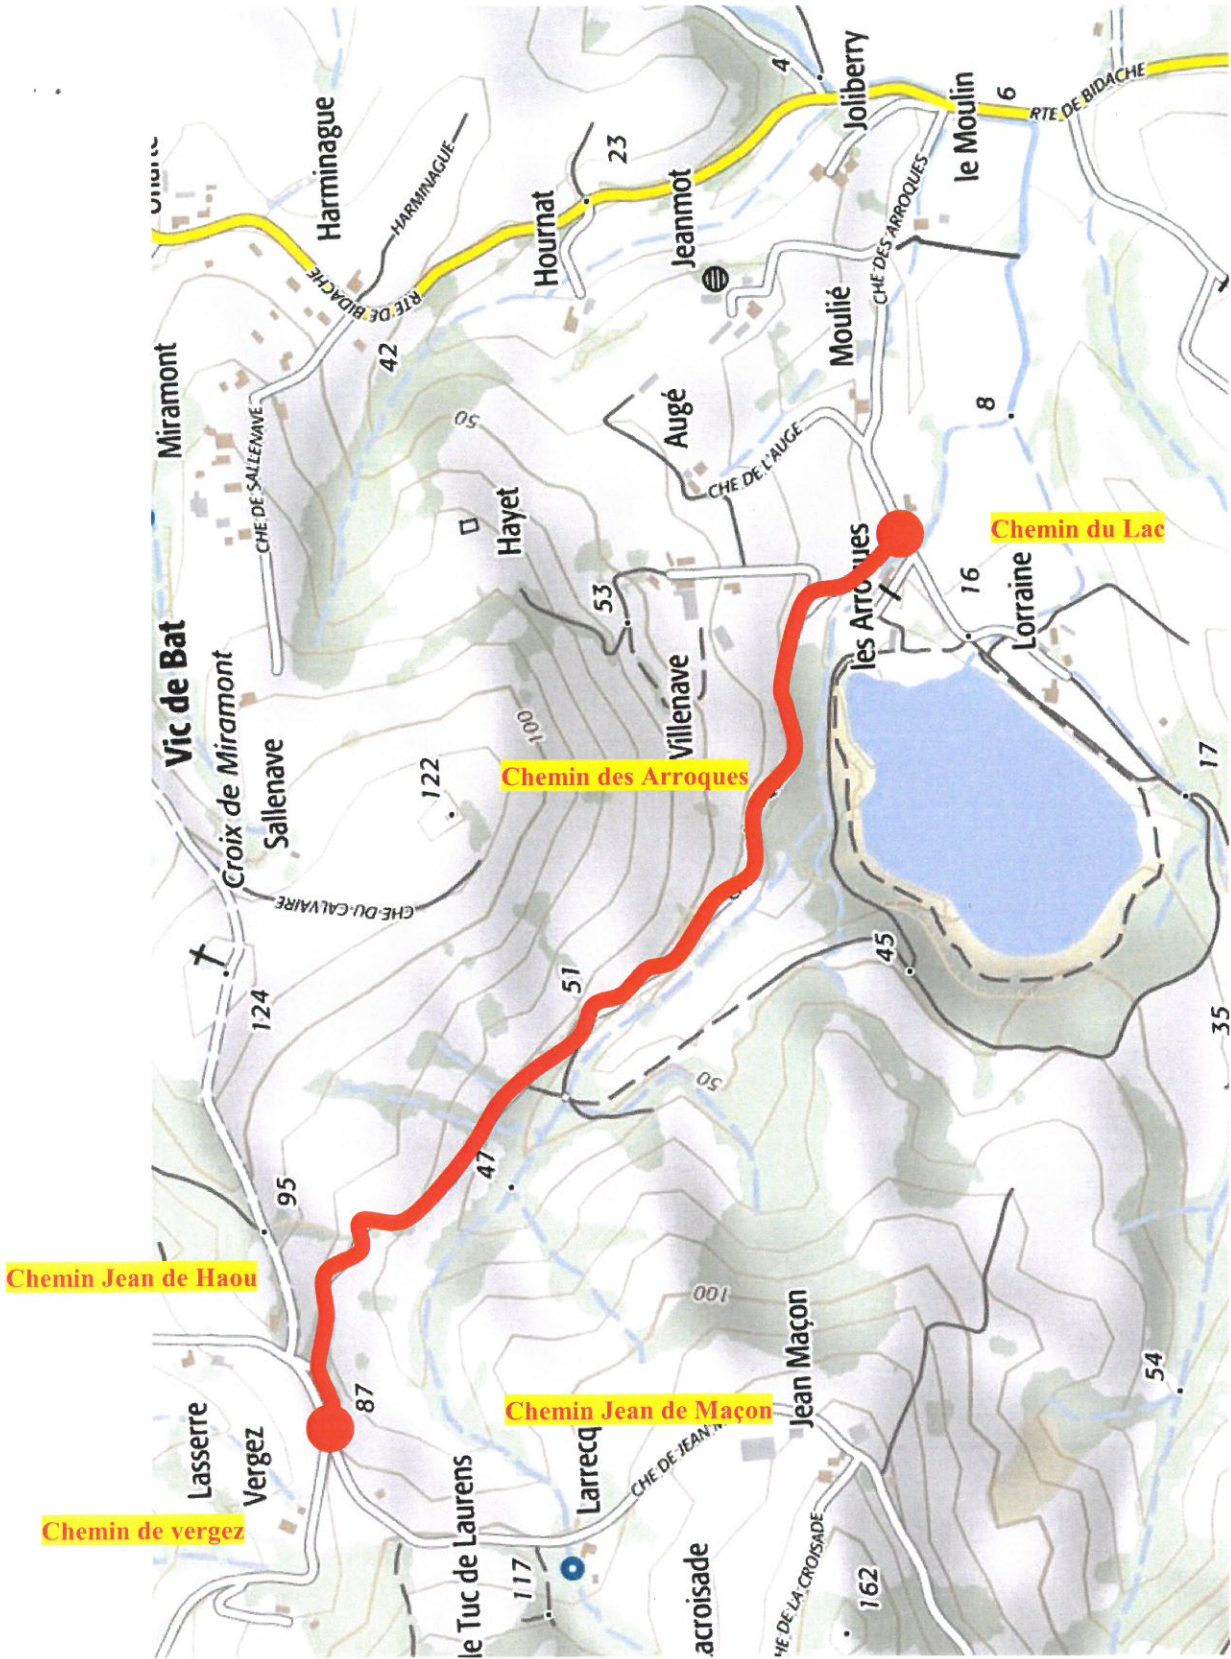 Harminague
HARMINAGUE
Miramont
RTE DE BIDACHE
CHE DE SALLENAVE
42
Hournat
23
4
Joliberry
Jeanmot
le Moulin
6
RTE DE BIDACHE
CHE DES ARROQUES
Moulié
50
Hayet
Augé
CHE DE L'AUGE
8
Vic de Bat
Croix de Miramont
Sallenave
53
Villenave
100
122
les Arroques
Chemin du Lac
16
Lorraine
Chemin des Arroques
17
CHE DU CALVAIRE
124
51
45
35
50
95
47
Chemin Jean de Haou
100
87
Chemin Jean de Maçon
Jean Maçon
54
Lasserre
Vergez
Chemin de vergez
CHE DE JEAN
le Tuc de Laurens
117
162